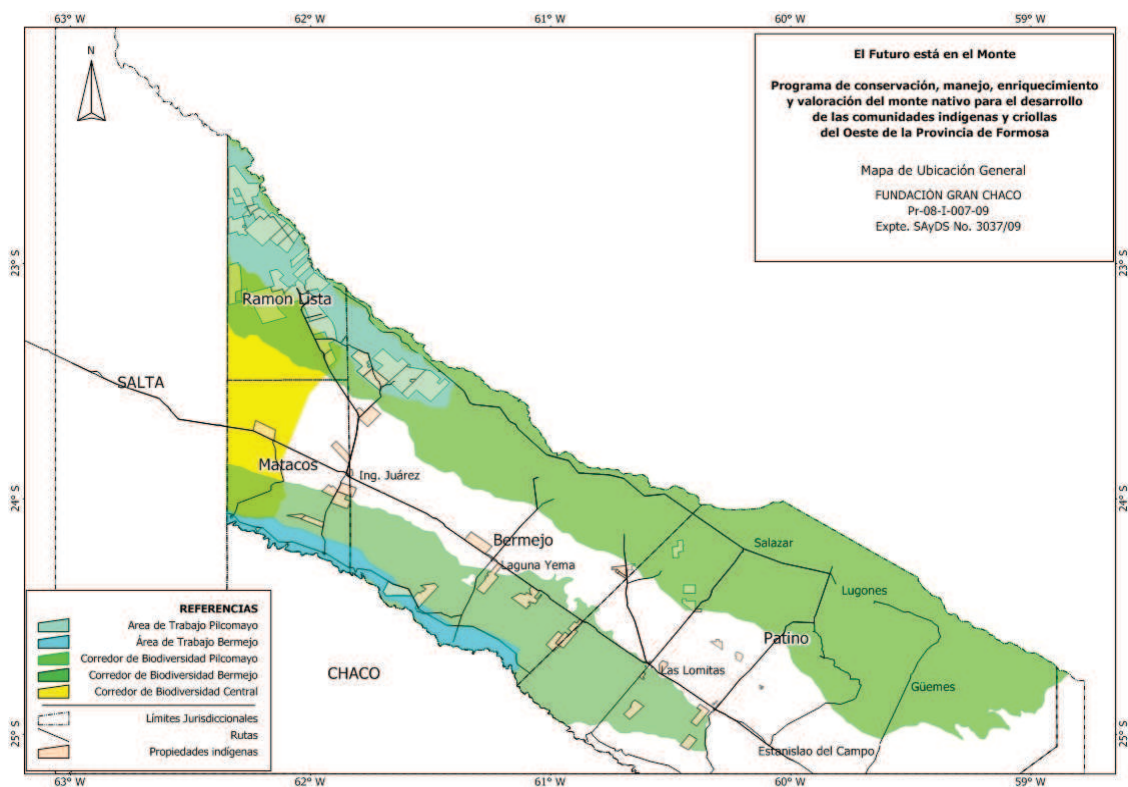 63° W
62° W
61° W
60° W
59° W
N
El Futuro está en el Monte
Programa de conservación, manejo, enriquecimiento
y valoración del monte nativo para el desarrollo
de las comunidades indígenas y criollas
del Oeste de la Provincia de Formosa
Mapa de Ubicación General
FUNDACIÓN GRAN CHACO
Pr-08-I-007-09
Expte. SAyDS No. 3037/09
23° S
23° S
Ramon Lista
SALTA
Matacos
Ing. Juárez
24° S
24° S
Bermejo
Laguna Yema
Salazar
Lugones
Patino
Las Lomitas
CHACO
Güemes
Estanislao del Campo
25° S
25° S
REFERENCIAS
Area de Trabajo Pilcomayo
Área de Trabajo Bermejo
Corredor de Biodiversidad Pilcomayo
Corredor de Biodiversidad Bermejo
Corredor de Biodiversidad Central
Límites Jurisdiccionales
Rutas
Propiedades indígenas
63° W
62° W
61° W
60° W
59° W